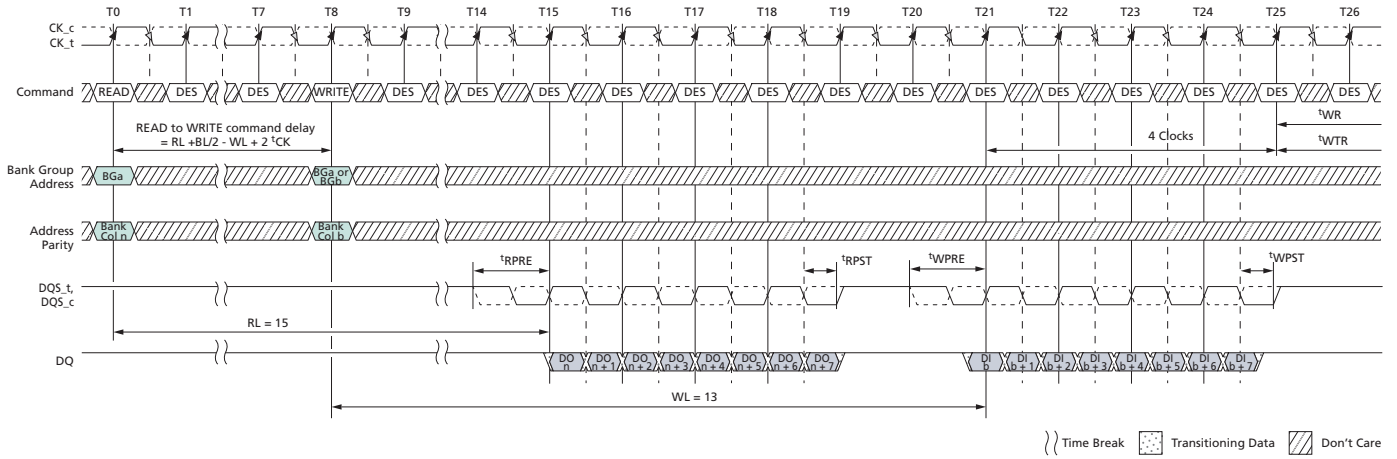 T0 T1 T7 T8 T9 T14 T15 T16 T17 T18 T19 T20 T21 T22 T23 T24 T25 T26
CK_c
CK_t
Command READ DES DES WRITE DES DES DES DES DES DES DES DES DES DES DES DES DES DES
READ to WRITE command delay
= RL +BL/2 - WL + 2 tCK
4 Clocks
tWR
tWTR
Bank Group
Address
BGa
BGa or
BGb
Address
Parity
Bank
Col n
Bank
Col b
tRPRE tRPST tWPRE tWPST
DQS_t,
DQS_c
RL = 15
DQ
DO
n
DO
n + 1
DO
n + 2
DO
n + 3
DO
n + 4
DO
n + 5
DO
n + 6
DO
n + 7
DI
b
DI
b + 1
DI
b + 2
DI
b + 3
DI
b + 4
DI
b + 5
DI
b + 6
DI
b + 7
WL = 13
Time Break Transitioning Data Don't Care